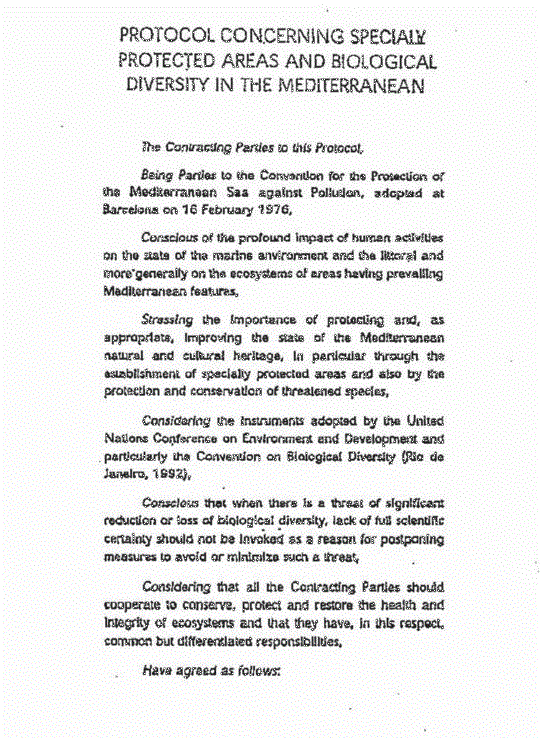 PROTOCOL CONCERNING SPECIALY
PROTECTED AREAS AND BIOLOGICAL
DIVERSITY IN THE MEDITERRANEAN
The Contracting Parties to this Protocol,
Being Parties to the Convention for the Protection of
the Mediterranean Sea against Pollution, adopted at
Barcelona on 16 February 1976,
Conscious of the profound impact of human activities
on the state of the marine environment and the littoral and
more generally on the ecosystems of areas having prevailing
Mediterranean features,
Stressing the importance of protecting and, as
appropriate, improving the state of the Mediterranean
natural and cultural heritage, in particular through the
establishment of specially protected areas and also by the
protection and conservation of threatened species,
Considering the instruments adopted by the United
Nations Conference on Environment and Development and
particularly the Convention on Biological Diversity (Rio de
Janeiro, 1992),
Conscious that when there is a threat of significant
reduction or loss of biological diversity, lack of full scientific
certainty should not be invoked as a reason for postponing
measures to avoid or minimize such a threat,
Considering that all the Contracting Parties should
cooperate to conserve, protect and restore the health and
integrity of ecosystems and that they have, in this respect,
common but differentiated responsibilities,
Have agreed as follows: